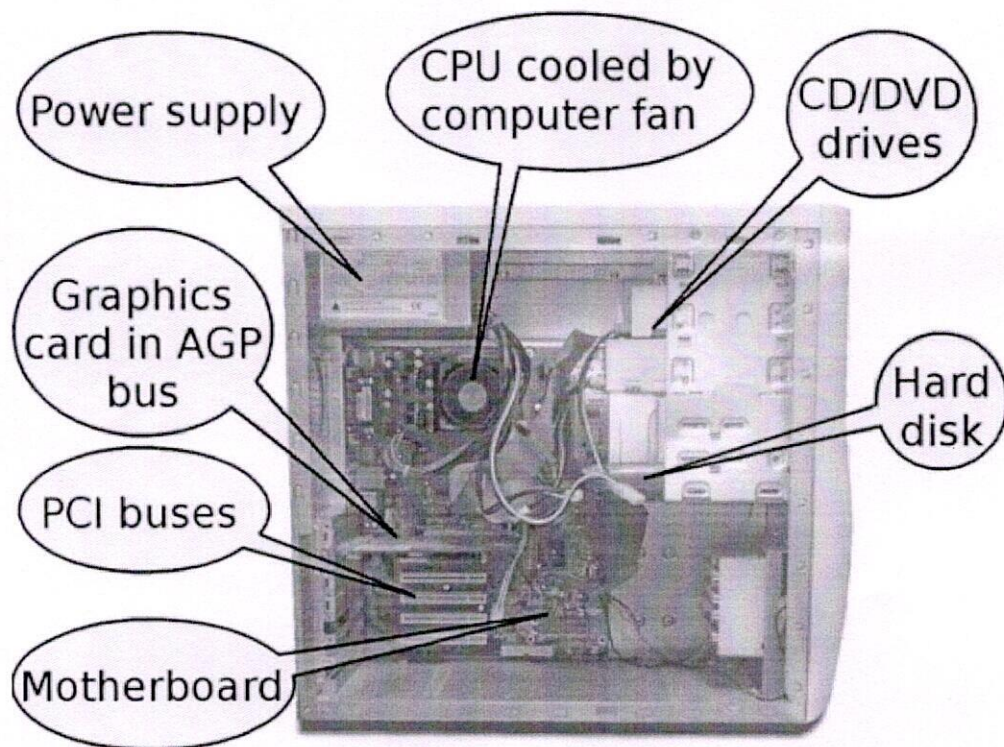 Power supply
CPU cooled by
computer fan
CD/DVD
drives
Graphics
card in AGP
bus
Hard
disk
PCI buses
Motherboard